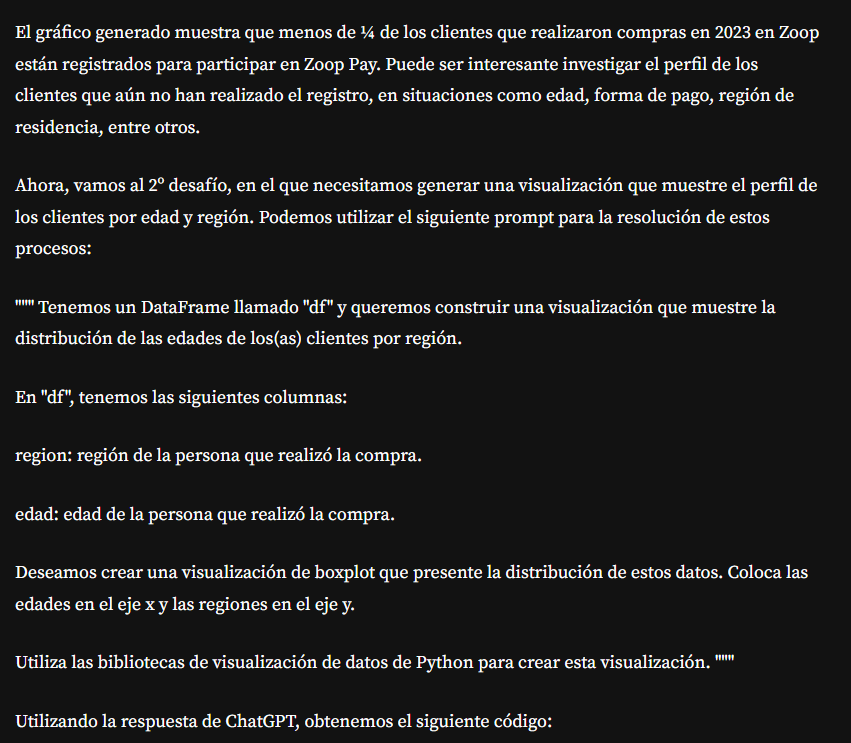 El gráfico generado muestra que menos de ¼ de los clientes que realizaron compras en 2023 en Zoop
están registrados para participar en Zoop Pay. Puede ser interesante investigar el perfil de los
clientes que aún no han realizado el registro, en situaciones como edad, forma de pago, región de
residencia, entre otros.
Ahora, vamos al 2º desafío, en el que necesitamos generar una visualización que muestre el perfil de
los clientes por edad y región. Podemos utilizar el siguiente prompt para la resolución de estos
procesos:
""" Tenemos un DataFrame llamado "df" y queremos construir una visualización que muestre la
distribución de las edades de los(as) clientes por región.
En "df", tenemos las siguientes columnas:
region: región de la persona que realizó la compra.
edad: edad de la persona que realizó la compra.
Deseamos crear una visualización de boxplot que presente la distribución de estos datos. Coloca las
edades en el eje x y las regiones en el eje y.
Utiliza las bibliotecas de visualización de datos de Python para crear esta visualización. """
Utilizando la respuesta de ChatGPT, obtenemos el siguiente código: